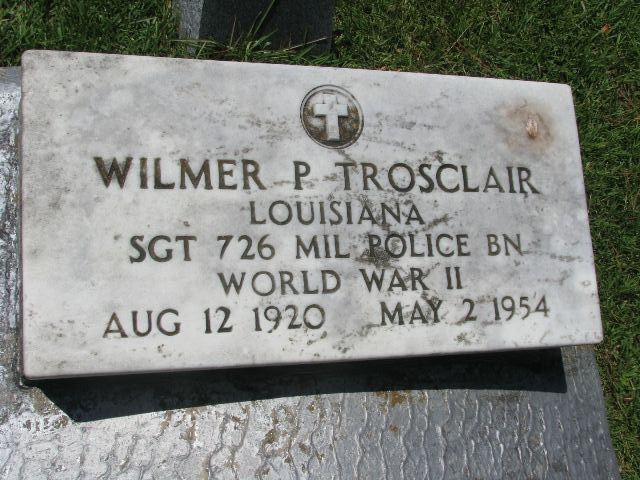 WILMER P TROSCLAIR
LOUISIANA
SGT 726 MIL POLICE BN
WORLD WAR II
AUG 12 1920 MAY 2 1954